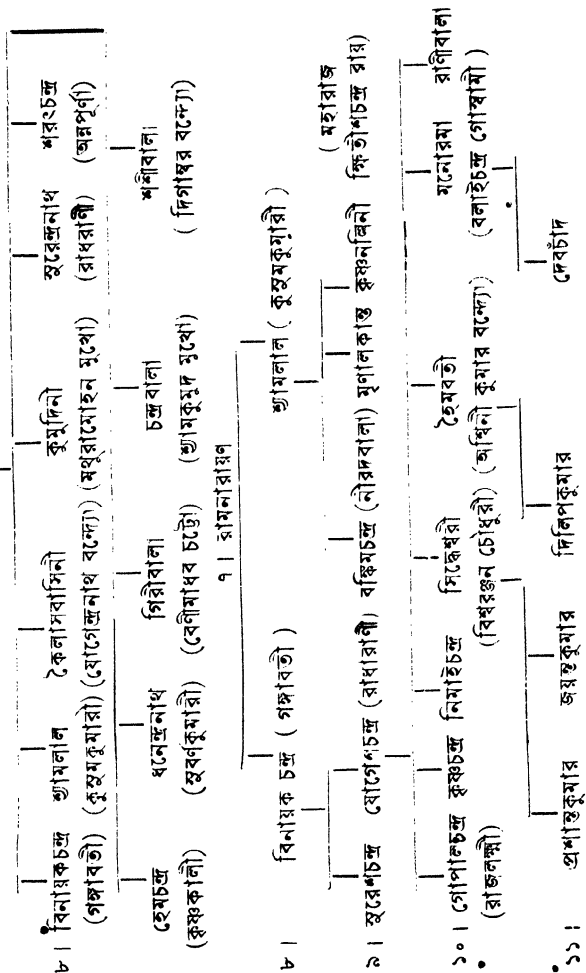 ৮। বিনায়কচন্দ্র শ্যামলাল কৈলাসবাসিনী কুমুদিনী সুরেন্দ্রনাথ শরৎচন্দ্র
(গঙ্গাবতী) (কুসুমকুমারী) (যোগেন্দ্রনাথ বন্দ্যো) (মথুরামোহন মুখো) (রাধারাণী) (অন্নপূর্ণা)
হেমচন্দ্র ধনেন্দ্রনাথ গিরীবালা চন্দ্রবালা শশীবালা
(কৃষ্ণকালী) (সুবর্ণকুমারী) (বেণীমাধব চট্টো) (শ্যামকুমুদ মুখো) (দিগাম্বর বন্দ্যো)
৭। রামনারায়ণ
৮। বিনায়ক চন্দ্র (গঙ্গাবতী) শ্যামলাল (কুসুমকুমারী)
(মহারাজ
৯। সুরেশচন্দ্র যোগেশচন্দ্র (রাধারাণী) বঙ্কিমচন্দ্র (নীরদবালা) মৃণালকান্ত কৃষ্ণনন্দিনী ক্ষিতীশচন্দ্র রায়)
১০। গোপালচন্দ্র কৃষ্ণচন্দ্র নিমাইচন্দ্র সিদ্ধেশ্বরী হৈমবতী মনোরমা রাণীবালা
(রাজলক্ষ্মী) (বিশ্বরঞ্জন চৌধুরী) (অশ্বিনী কুমার বন্দ্যো) (বলাইচন্দ্র গোস্বামী)
১১। প্রশান্তকুমার জয়ন্তকুমার দিলিপকুমার দেবচাঁদ